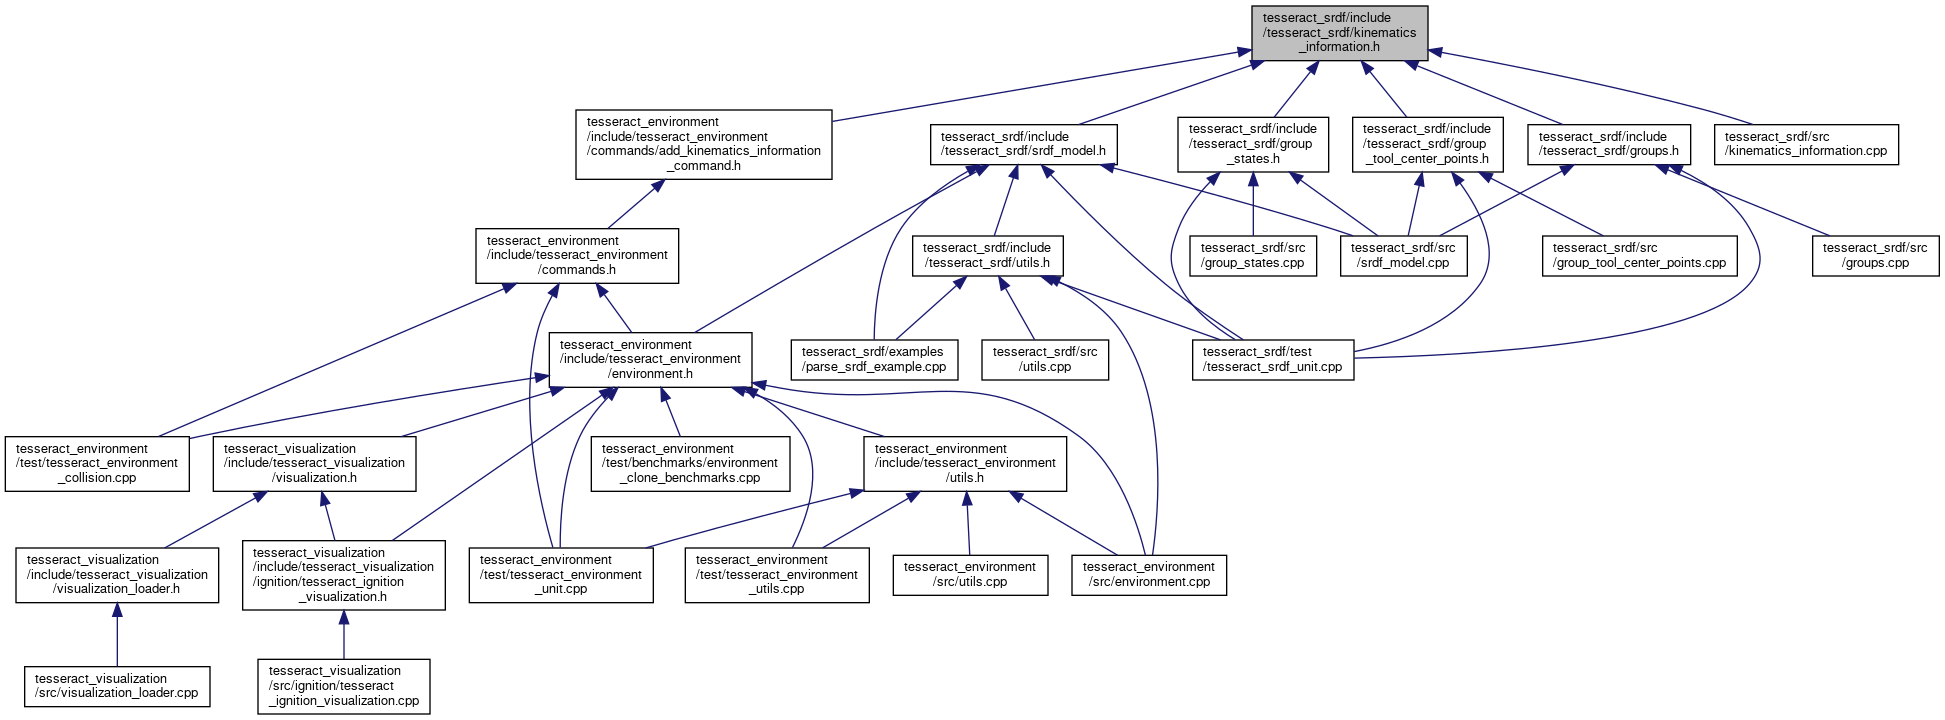 tesseract_srdf/include
/tesseract_srdf/kinematics
_information.h
tesseract_environment
/include/tesseract_environment
/commands/add_kinematics_information
_command.h
tesseract_srdf/include
/tesseract_srdf/srdf_model.h
tesseract_srdf/include
/tesseract_srdf/group
_states.h
tesseract_srdf/include
/tesseract_srdf/group
_tool_center_points.h
tesseract_srdf/include
/tesseract_srdf/groups.h
tesseract_srdf/src
/kinematics_information.cpp
tesseract_environment
/include/tesseract_environment
/commands.h
tesseract_srdf/include
/tesseract_srdf/utils.h
tesseract_srdf/src
/group_states.cpp
tesseract_srdf/src
/srdf_model.cpp
tesseract_srdf/src
/group_tool_center_points.cpp
tesseract_srdf/src
/groups.cpp
tesseract_environment
/include/tesseract_environment
/environment.h
tesseract_srdf/examples
/parse_srdf_example.cpp
tesseract_srdf/src
/utils.cpp
tesseract_srdf/test
/tesseract_srdf_unit.cpp
tesseract_environment
/test/tesseract_environment
_collision.cpp
tesseract_visualization
/include/tesseract_visualization
/visualization.h
tesseract_environment
/test/benchmarks/environment
_clone_benchmarks.cpp
tesseract_environment
/include/tesseract_environment
/utils.h
tesseract_visualization
/include/tesseract_visualization
/visualization_loader.h
tesseract_visualization
/include/tesseract_visualization
/ignition/tesseract_ignition
_visualization.h
tesseract_environment
/test/tesseract_environment
_unit.cpp
tesseract_environment
/test/tesseract_environment
_utils.cpp
tesseract_environment
/src/utils.cpp
tesseract_environment
/src/environment.cpp
tesseract_visualization
/src/visualization_loader.cpp
tesseract_visualization
/src/ignition/tesseract
_ignition_visualization.cpp